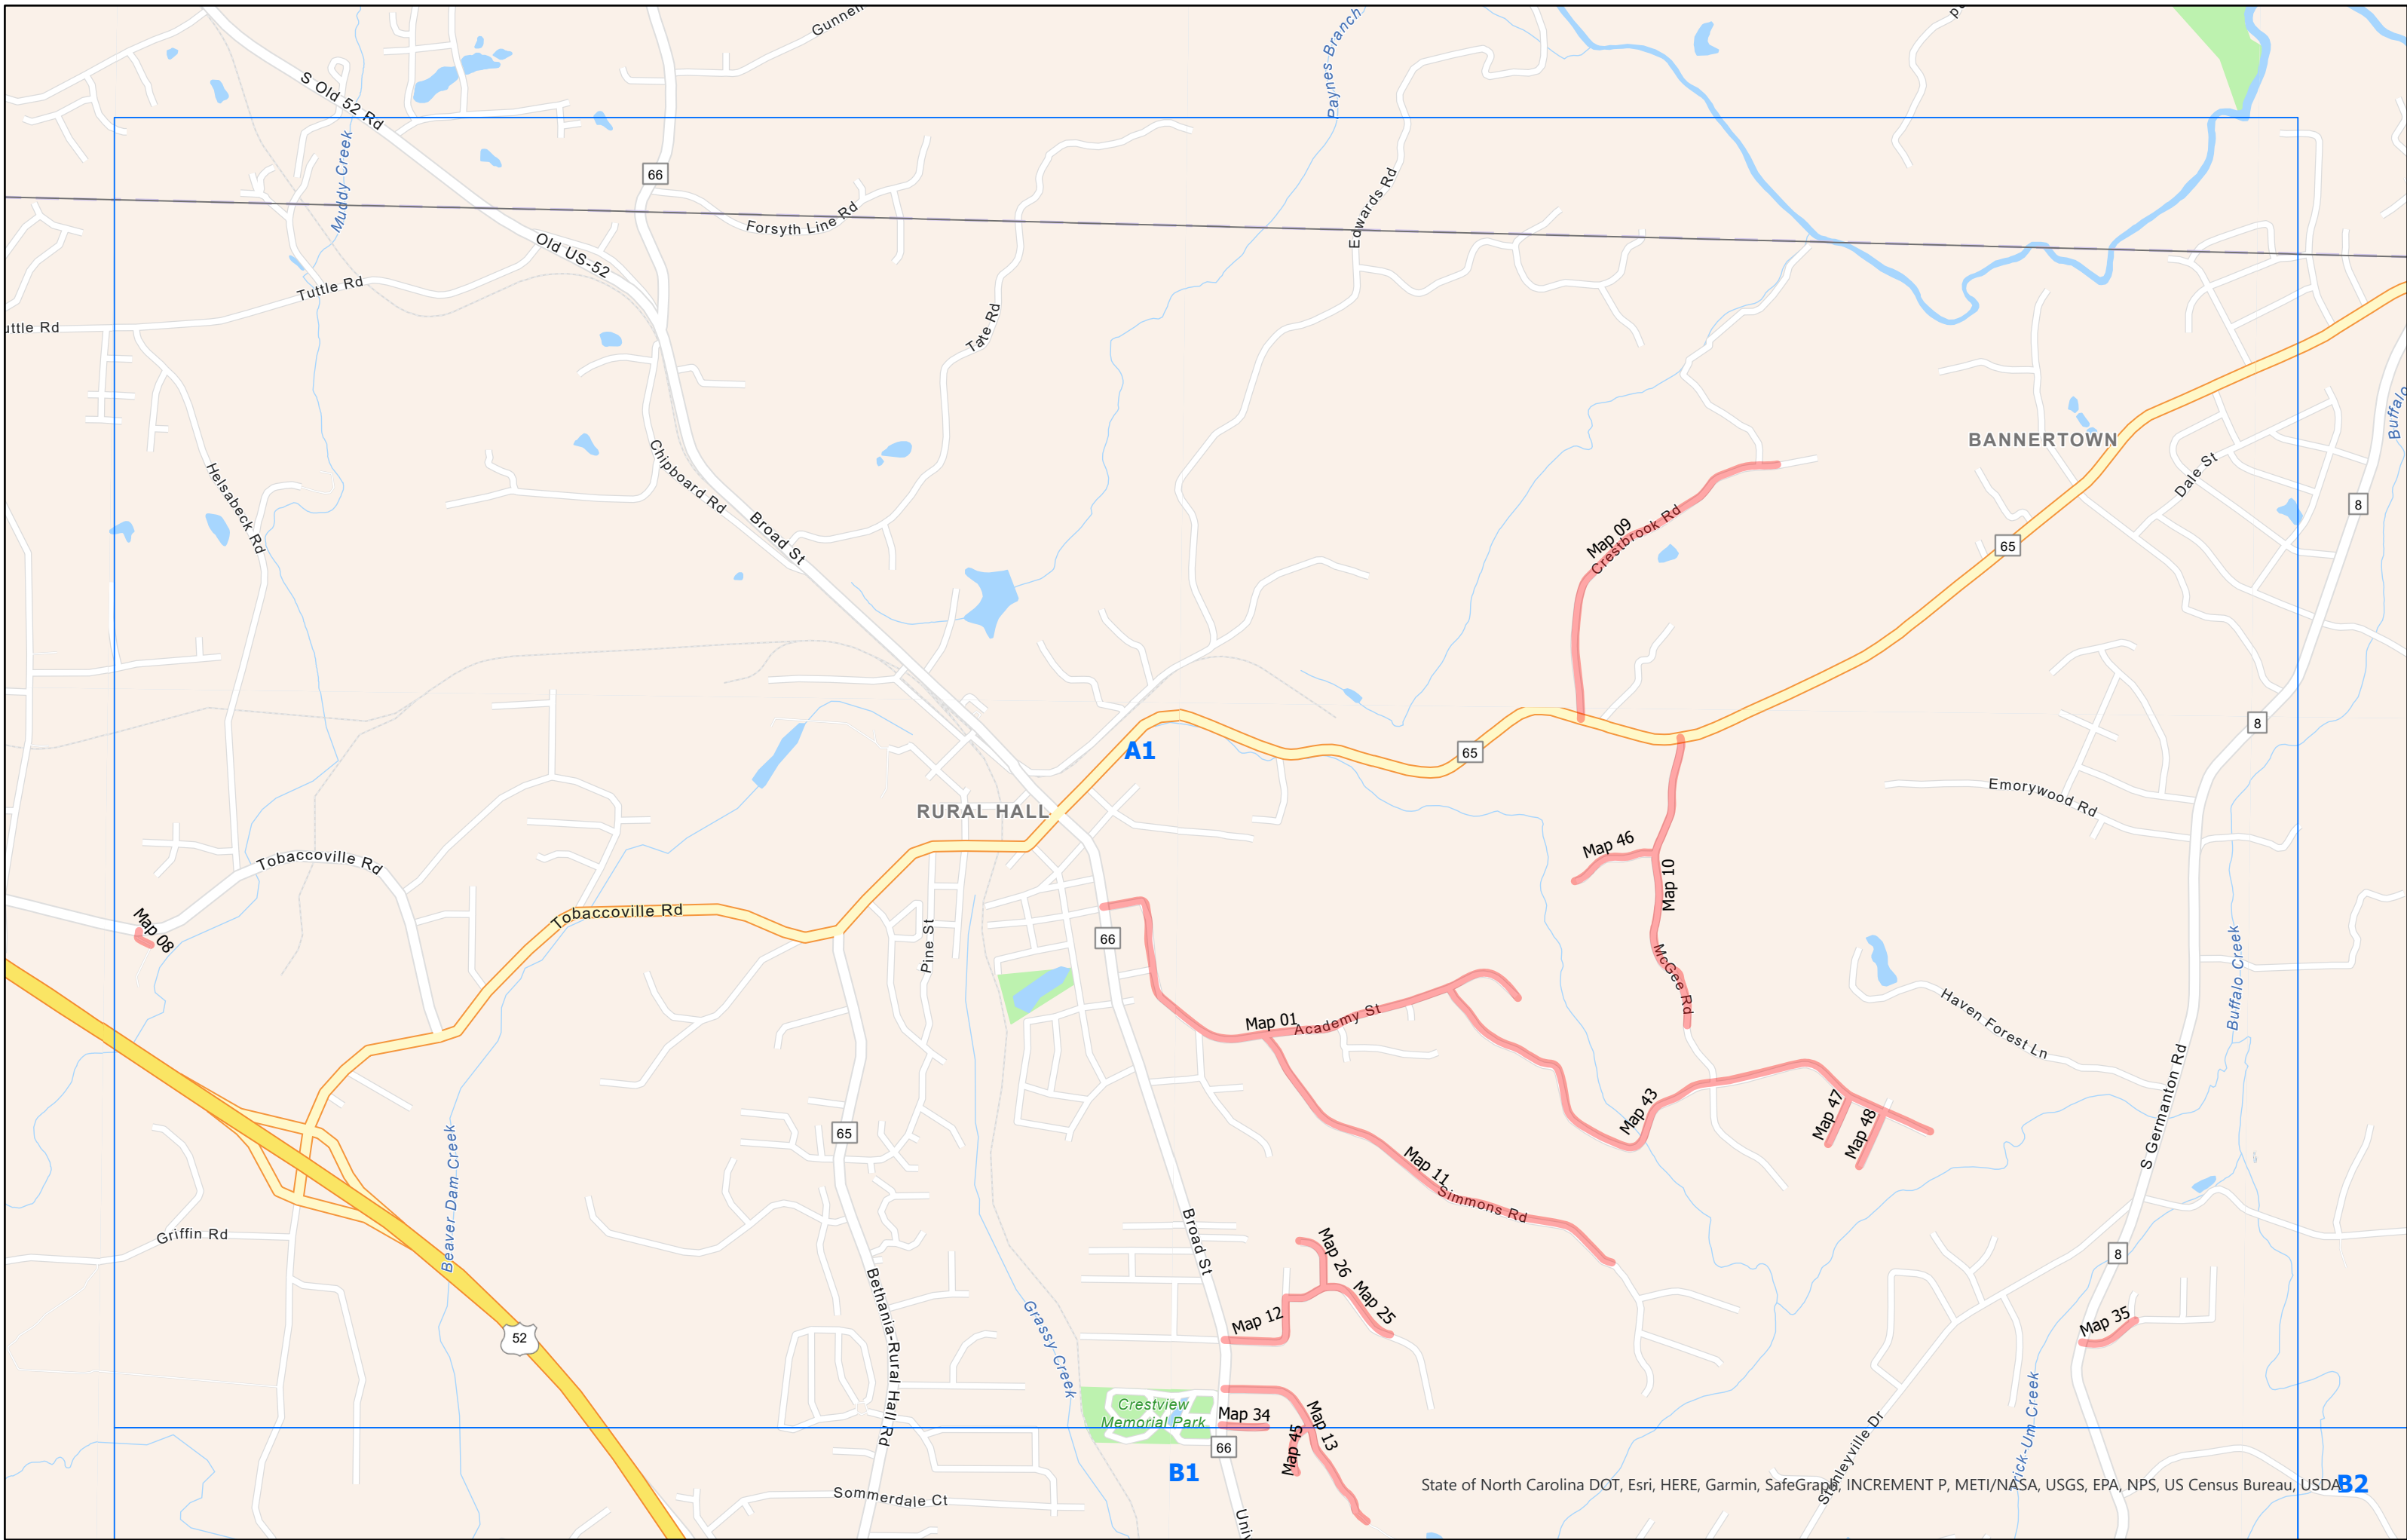 Gunnell
Paynes Branch
S Old 52 Rd
Muddy Creek
66
Forsyth Line Rd
Edwards Rd
Old US-52
Tuttle Rd
uttle Rd
Tate Rd
Buffalo
BANNERTOWN
Chipboard Rd
Helsabeck Rd
Dale St
8
Broad St
Map 09
Crestbrook Rd
65
8
A1
65
Emorywood Rd
RURAL HALL
Map 46
Map 10
Tobaccoville Rd
Tobaccoville Rd
Map 08
Pine St
66
McGee Rd
Buffalo Creek
Haven Forest Ln
Map 01
Academy St
S Germanton Rd
Map 43
Map 47
Map 48
65
Beaver Dam Creek
Map 11
Simmons Rd
Griffin Rd
Broad St
8
Map 26
Map 25
Map 12
52
Bethania-Rural Hall Rd
Grassy Creek
Map 35
Crestview
Memorial Park
Map 34
Map 13
Map 45
66
B1
Stanleyville Dr
rick-Um Creek
State of North Carolina DOT, Esri, HERE, Garmin, SafeGraph, INCREMENT P, METI/NASA, USGS, EPA, NPS, US Census Bureau, USDA
B2
Sommerdale Ct
Univ